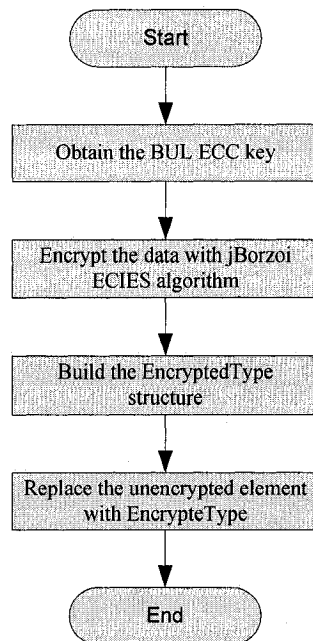 Start
Obtain the BUL ECC key
Encrypt the data with jBorzoi
ECIES algorithm
Build the EncryptedType
structure
Replace the unencrypted element
with EncrypteType
End